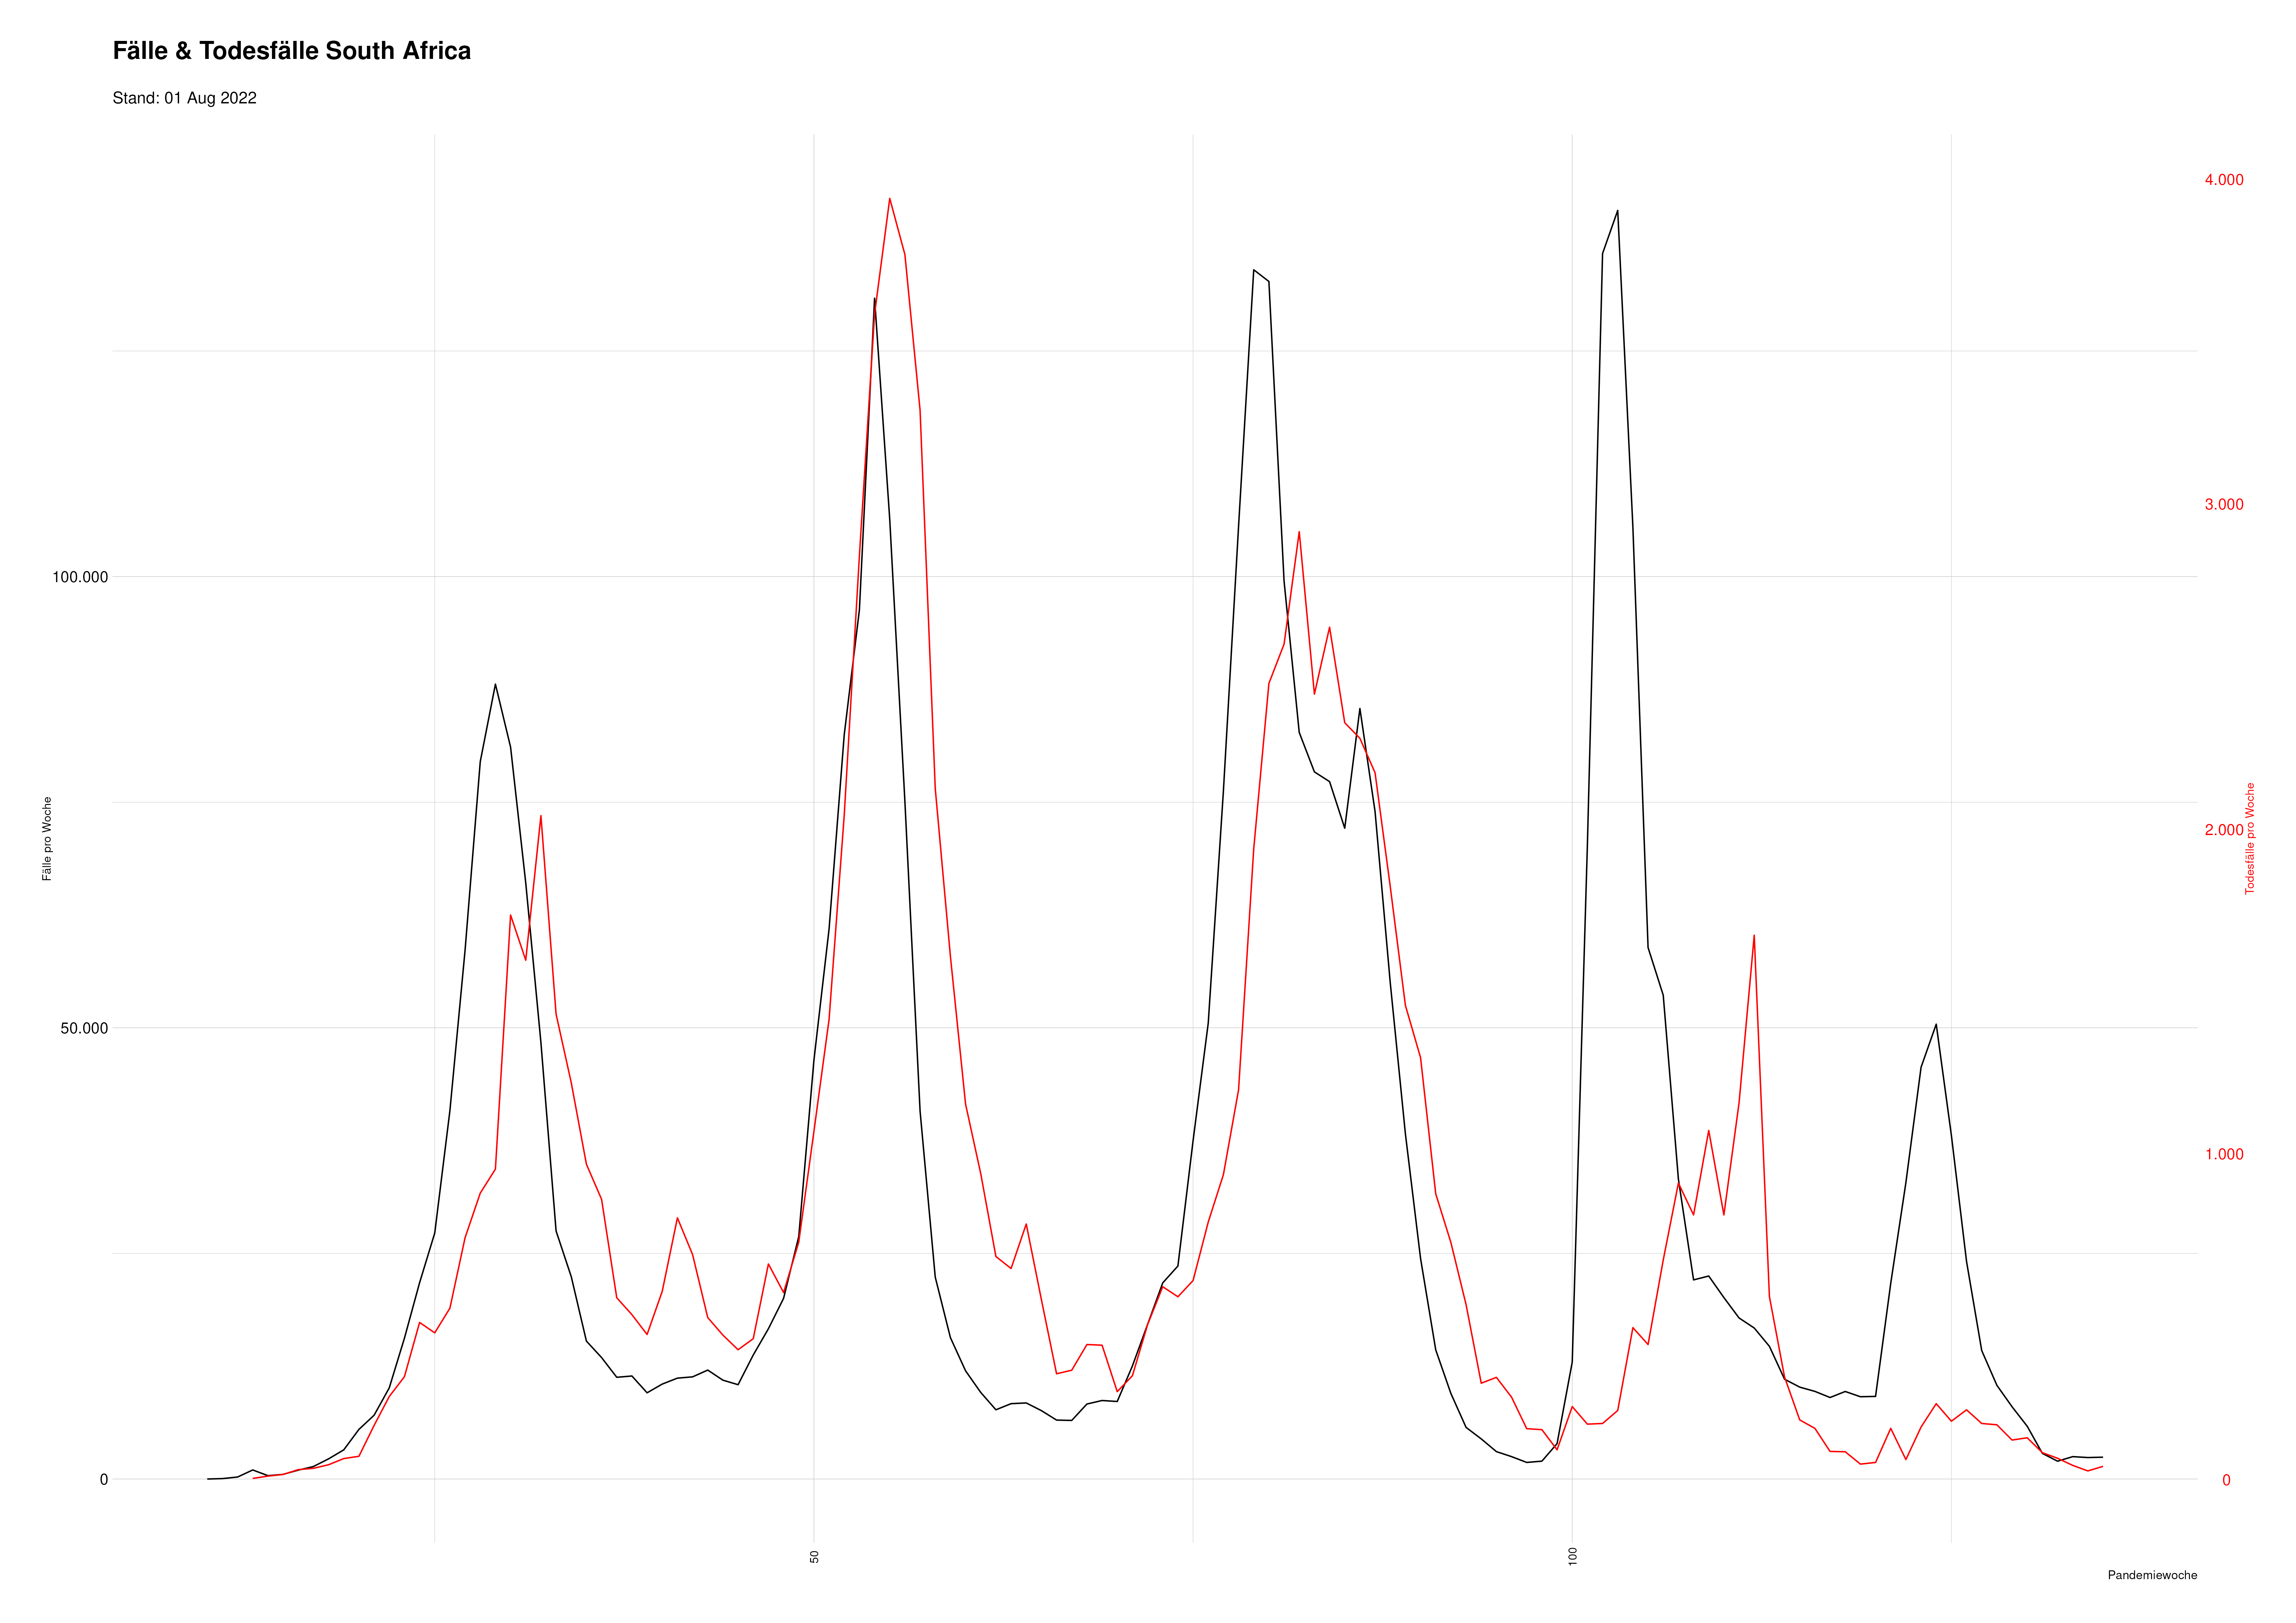 Fälle & Todesfälle South Africa
Stand: 01 Aug 2022
4.000
3.000
100.000
2.000
Fälle pro Woche
Todesfälle pro Woche
50.000
1.000
0
0
50
100
Pandemiewoche